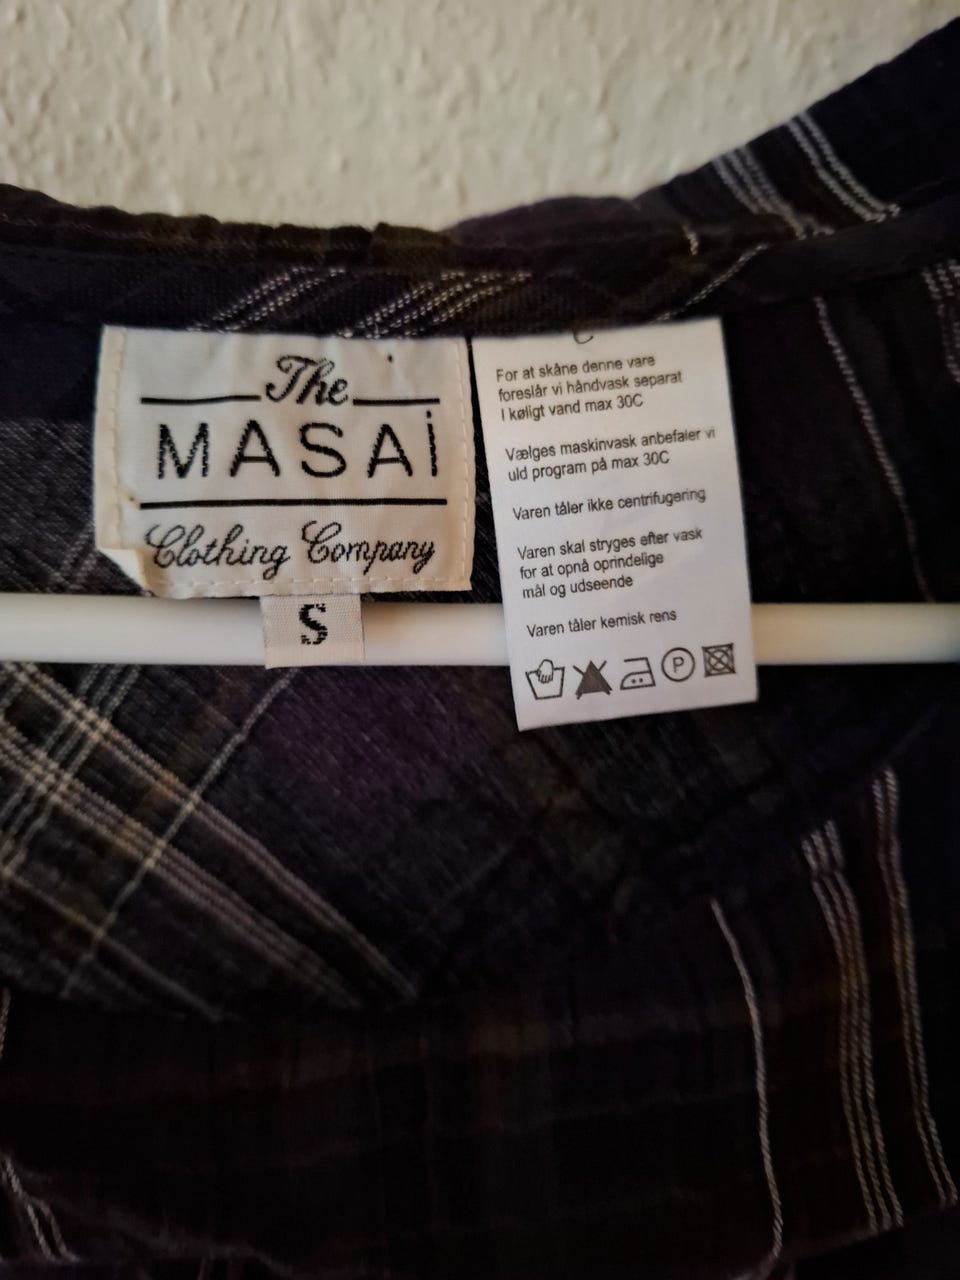 The
MASAi
Clothing Company
S
For at skåne denne vare
foreslår vi håndvask separat
I køligt vand max 30C
Vælges maskinvask anbefaler vi
uld program på max 30C
Varen tåler ikke centrifugering
Varen skal stryges efter vask
for at opnå oprindelige
mål og udseende
Varen tåler kemisk rens
P